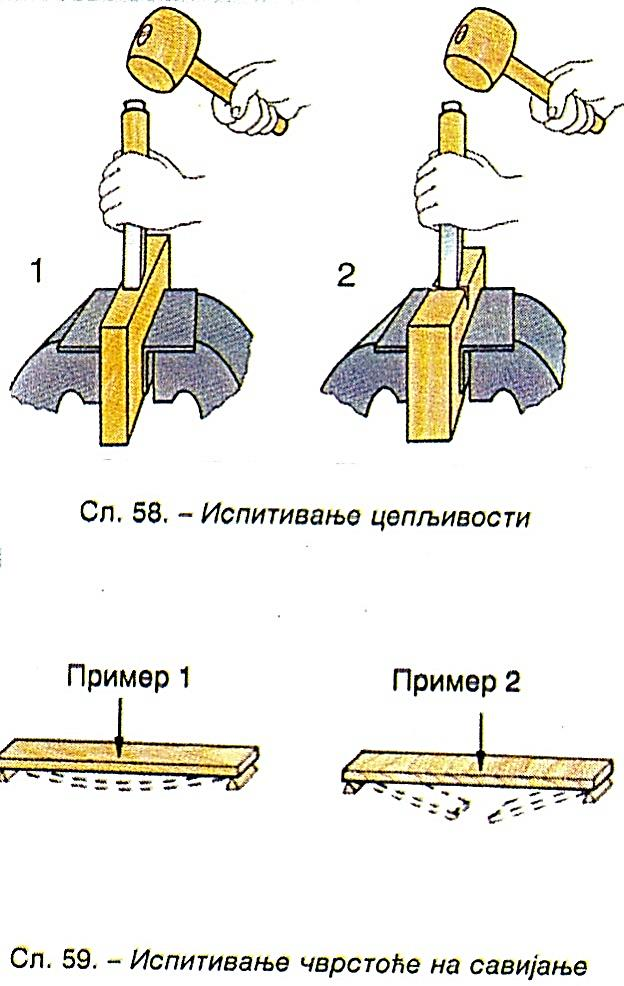 1
2
Сл. 58. – Испитивање цепљивости
Пример 1
Пример 2
Сл. 59. – Испитивање чврстоће на савијање